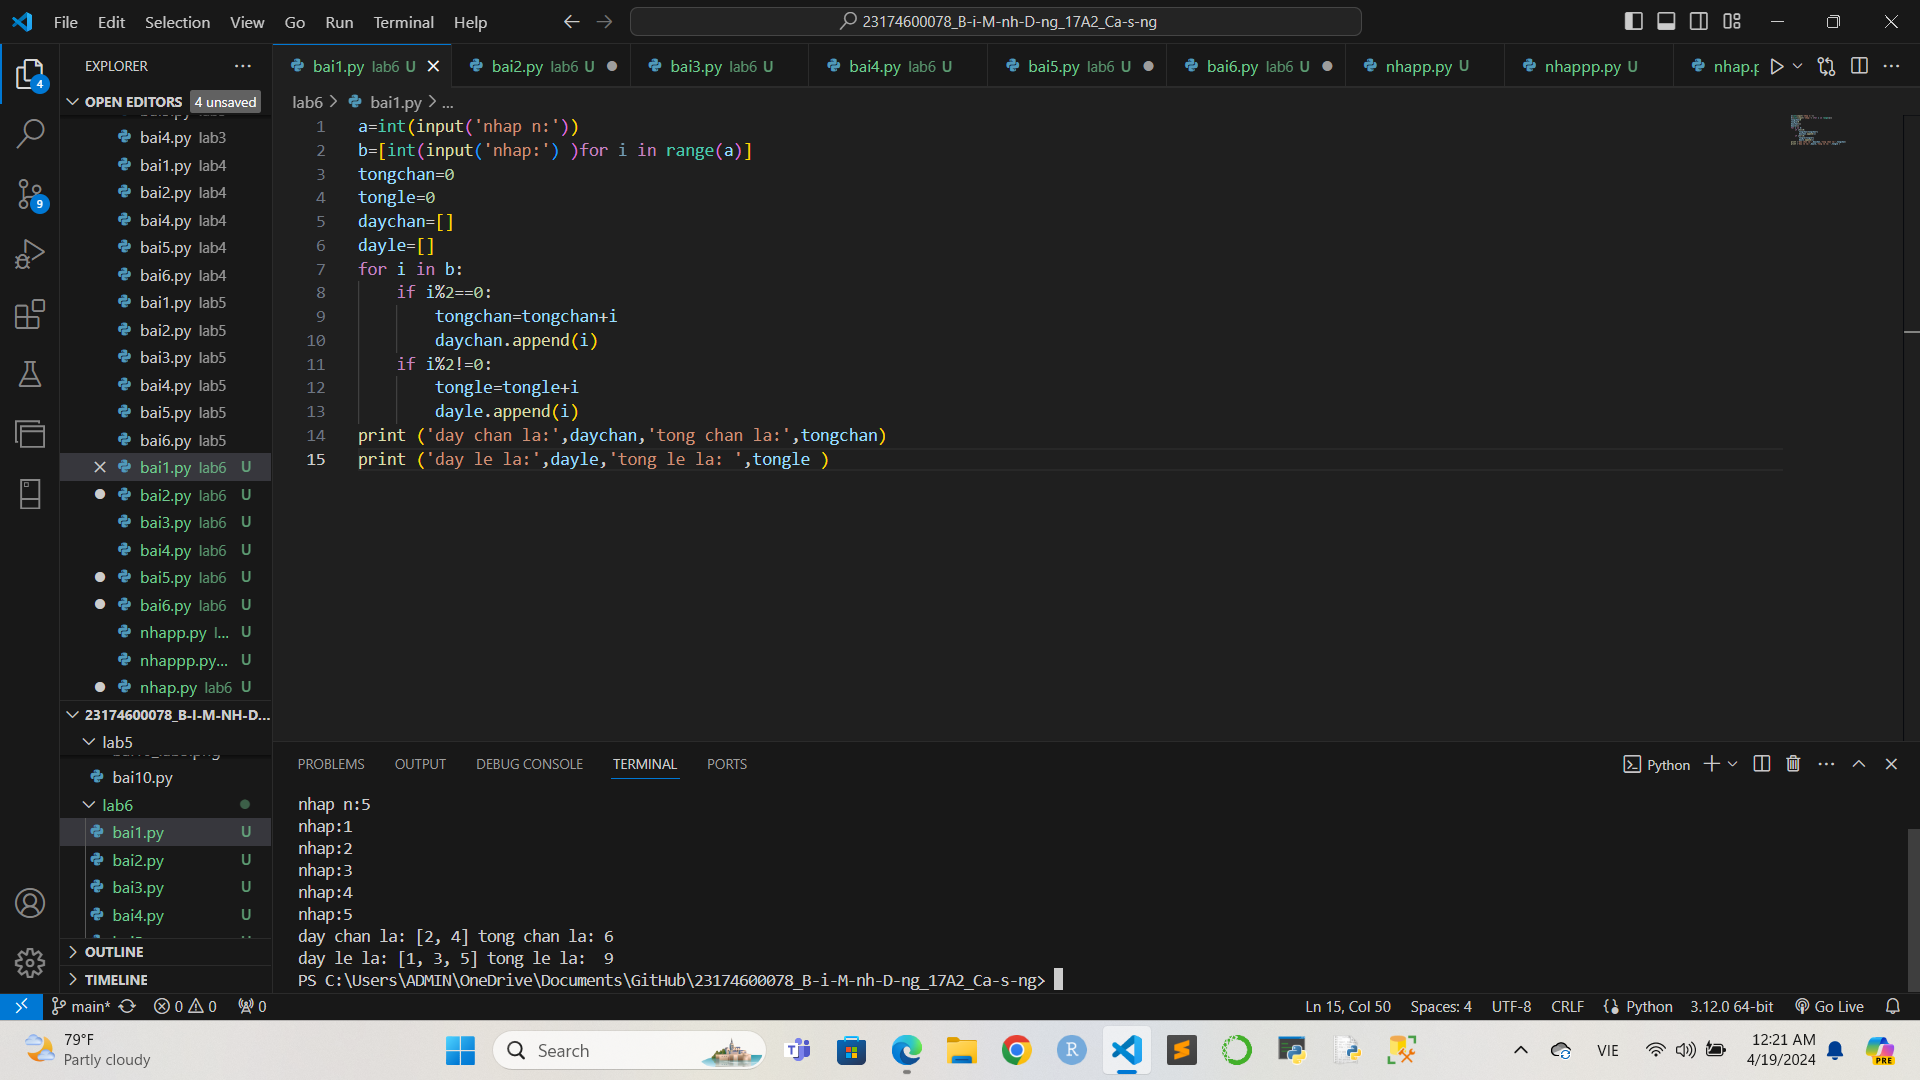 File Edit Selection View Go Run Terminal Help
23174600078_B-i-M-nh-D-ng_17A2_Ca-s-ng
EXPLORER
bai1.py lab6 U
bai2.py lab6 U
bai3.py lab6 U
bai4.py lab6 U
bai5.py lab6 U
bai6.py lab6 U
nhapp.py U
nhappp.py U
nhap.p
4
OPEN EDITORS 4 unsaved
lab6 > bai1.py > ...
bai4.py lab3
bai1.py lab4
bai2.py lab4
bai4.py lab4
bai5.py lab4
bai6.py lab4
bai1.py lab5
bai2.py lab5
bai3.py lab5
bai4.py lab5
bai5.py lab5
bai6.py lab5
bai1.py lab6 U
bai2.py lab6 U
bai3.py lab6 U
bai4.py lab6 U
bai5.py lab6 U
bai6.py lab6 U
nhapp.py l... U
nhappp.py... U
nhap.py lab6 U
9
23174600078_B-I-M-NH-D...
lab5
bai10.py
lab6
bai1.py U
bai2.py U
bai3.py U
bai4.py U
OUTLINE
TIMELINE
1 a=int(input('nhap n:'))
2 b=[int(input('nhap:') )for i in range(a)]
3 tongchan=0
4 tongle=0
5 daychan=[]
6 dayle=[]
7 for i in b:
8 if i%2==0:
9 tongchan=tongchan+i
10 daychan.append(i)
11 if i%2!=0:
12 tongle=tongle+i
13 dayle.append(i)
14 print ('day chan la:',daychan,'tong chan la:',tongchan)
15 print ('day le la:',dayle,'tong le la: ',tongle )
PROBLEMS OUTPUT DEBUG CONSOLE TERMINAL PORTS
Python
nhap n:5
nhap:1
nhap:2
nhap:3
nhap:4
nhap:5
day chan la: [2, 4] tong chan la: 6
day le la: [1, 3, 5] tong le la:  9
PS C:\Users\ADMIN\OneDrive\Documents\GitHub\23174600078_B-i-M-nh-D-ng_17A2_Ca-s-ng>
main* 0 0 0
Ln 15, Col 50 Spaces: 4 UTF-8 CRLF Python 3.12.0 64-bit Go Live
79°F
Partly cloudy
Search
R
VIE
12:21 AM
4/19/2024
PRE